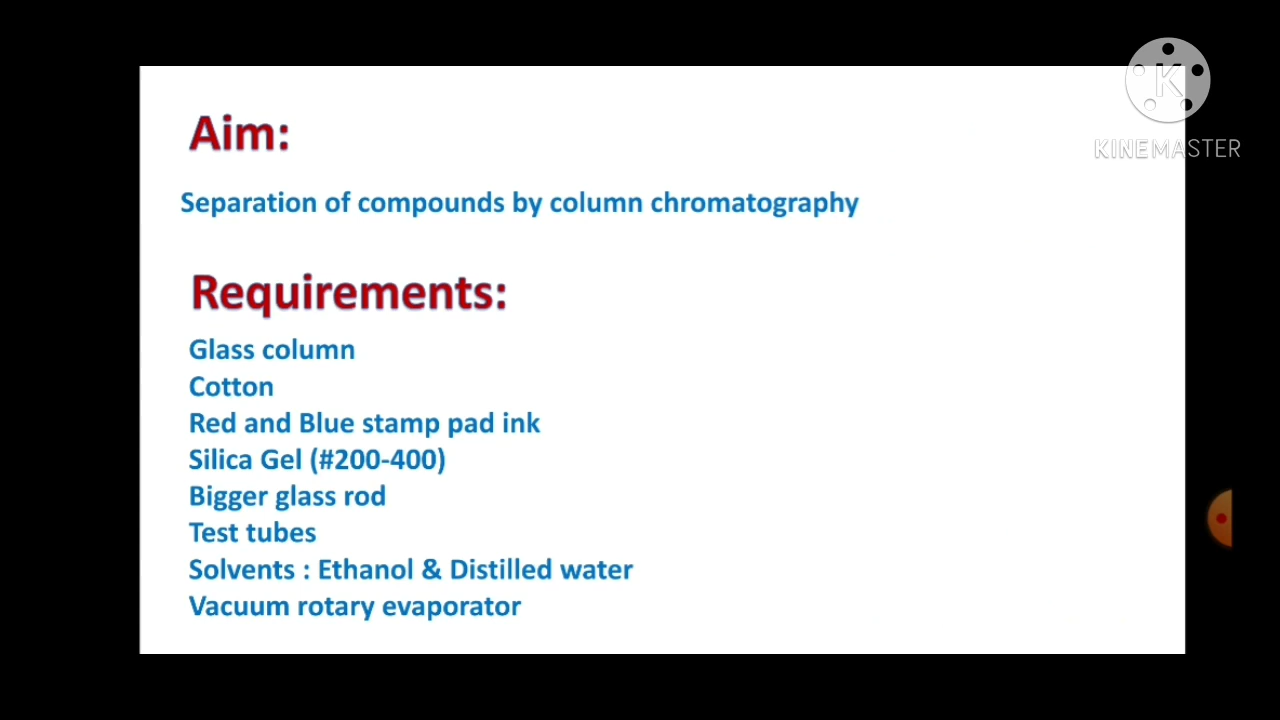 Aim:
Separation of compounds by column chromatography
Requirements:
Glass column
Cotton
Red and Blue stamp pad ink
Silica Gel (#200-400)
Bigger glass rod
Test tubes
Solvents : Ethanol & Distilled water
Vacuum rotary evaporator
K
KINEMASTER